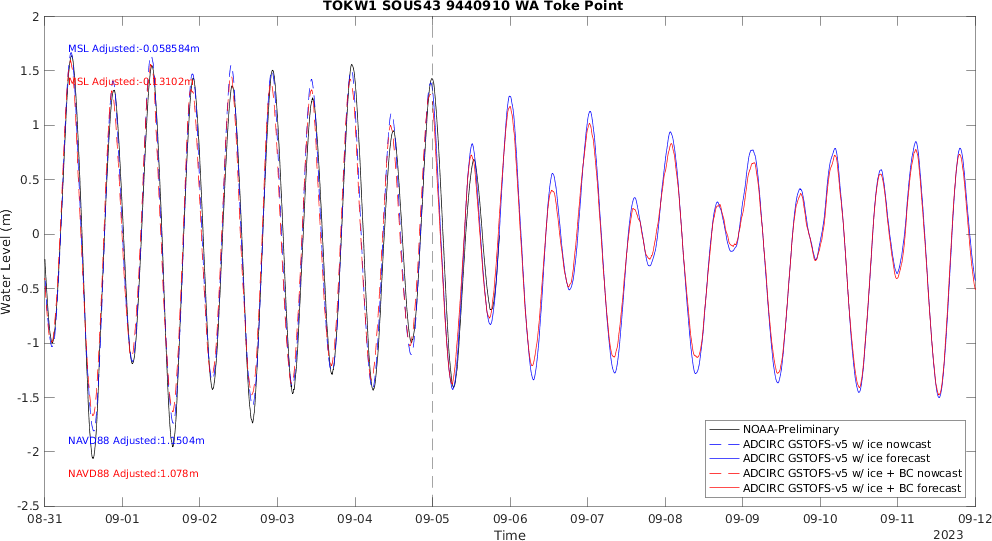 TOKW1 SOUS43 9440910 WA Toke Point
MSL Adjusted:-0.058584m
MSL Adjusted:-0.13102m
NAVD88 Adjusted:1.1504m
NAVD88 Adjusted:1.078m
Water Level (m)
2
1.5
1
0.5
0
-0.5
-1
-1.5
-2
-2.5
NOAA-Preliminary
ADCIRC GSTOFS-v5 w/ ice nowcast
ADCIRC GSTOFS-v5 w/ ice forecast
ADCIRC GSTOFS-v5 w/ ice + BC nowcast
ADCIRC GSTOFS-v5 w/ ice + BC forecast
08-31 09-01 09-02 09-03 09-04 09-05 09-06 09-07 09-08 09-09 09-10 09-11 09-12
Time
2023